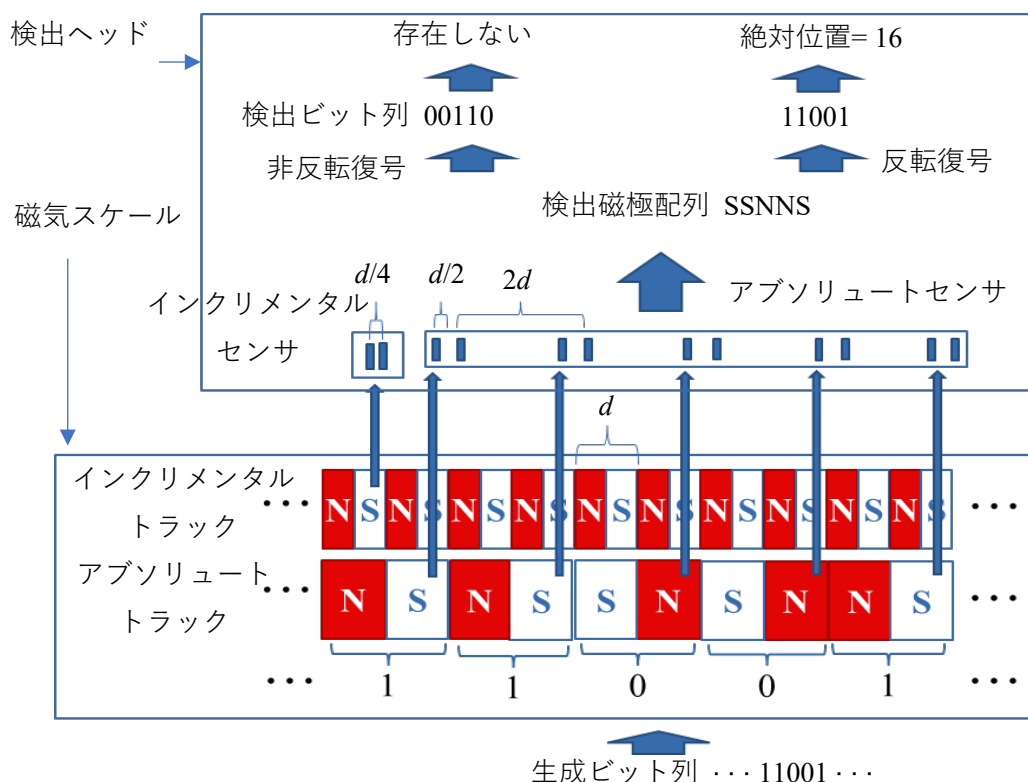 検出ヘッド
存在しない
絶対位置= 16
検出ビット列 00110
11001
非反転復号
反転復号
検出磁極配列 SSNNS
磁気スケール
d/4
d/2
2d
インクリメンタル
センサ
アブソリュートセンサ
d
インクリメンタル
トラック
··· N S N S N S N S N S N S N S N S N S N S ···
アブソリュート
トラック
··· N S N S S N S N N S ···
··· 1 1 0 0 1 ···
生成ビット列 ··· 11001 ···